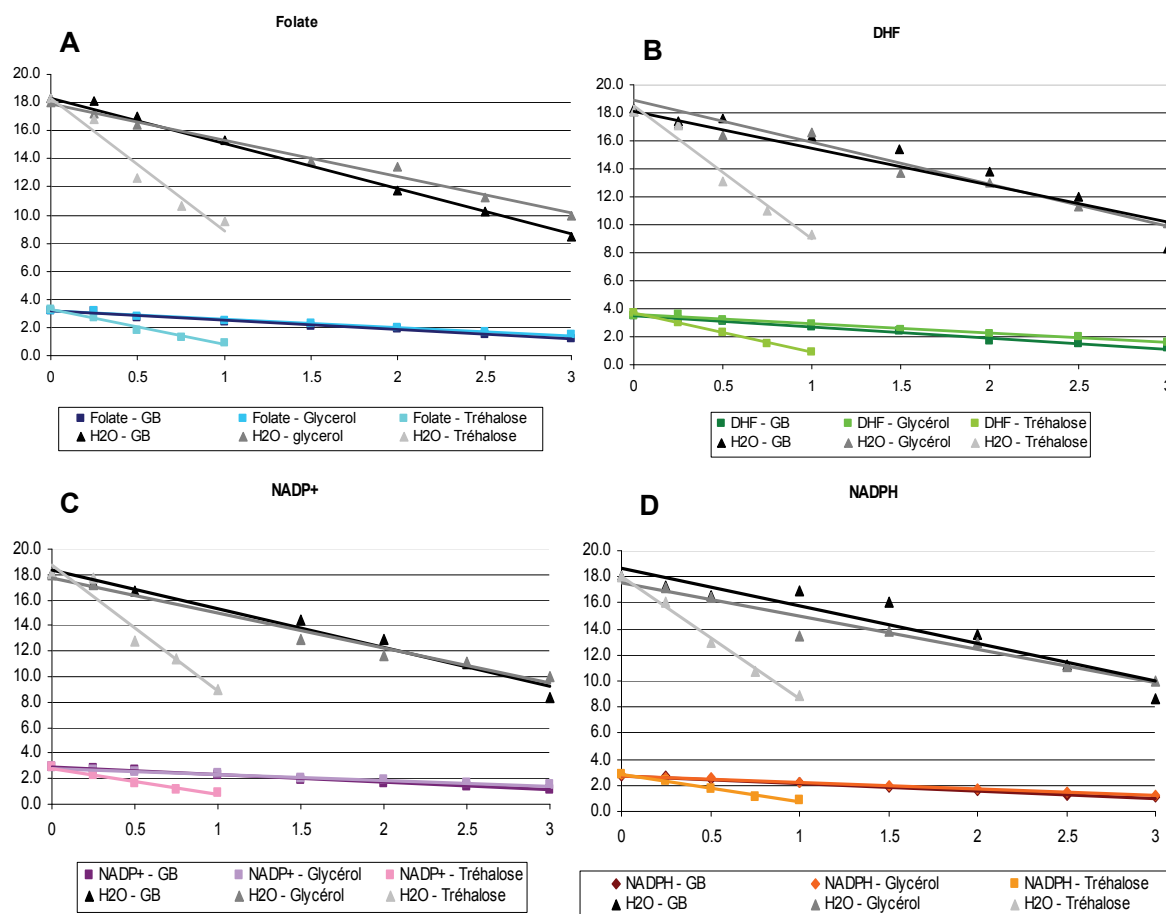 Folate
A
20.0
18.0
16.0
14.0
12.0
10.0
8.0
6.0
4.0
2.0
0.0
0 0.5 1 1.5 2 2.5 3
Folate - GB Folate - Glycerol Folate - Tréhalose
H2O - GB H2O - glycerol H2O - Tréhalose
DHF
B
20.0
18.0
16.0
14.0
12.0
10.0
8.0
6.0
4.0
2.0
0.0
0 0.5 1 1.5 2 2.5 3
DHF - GB DHF - Glycérol DHF - Tréhalose
H2O - GB H2O - Glycérol H2O - Tréhalose
NADP+
C
20.0
18.0
16.0
14.0
12.0
10.0
8.0
6.0
4.0
2.0
0.0
0 0.5 1 1.5 2 2.5 3
NADP+ - GB NADP+ - Glycérol NADP+ - Tréhalose
H2O - GB H2O - Glycérol H2O - Tréhalose
NADPH
D
20.0
18.0
16.0
14.0
12.0
10.0
8.0
6.0
4.0
2.0
0.0
0 0.5 1 1.5 2 2.5 3
NADPH - GB NADPH - Glycérol NADPH - Tréhalose
H2O - GB H2O - Glycérol H2O - Tréhalose